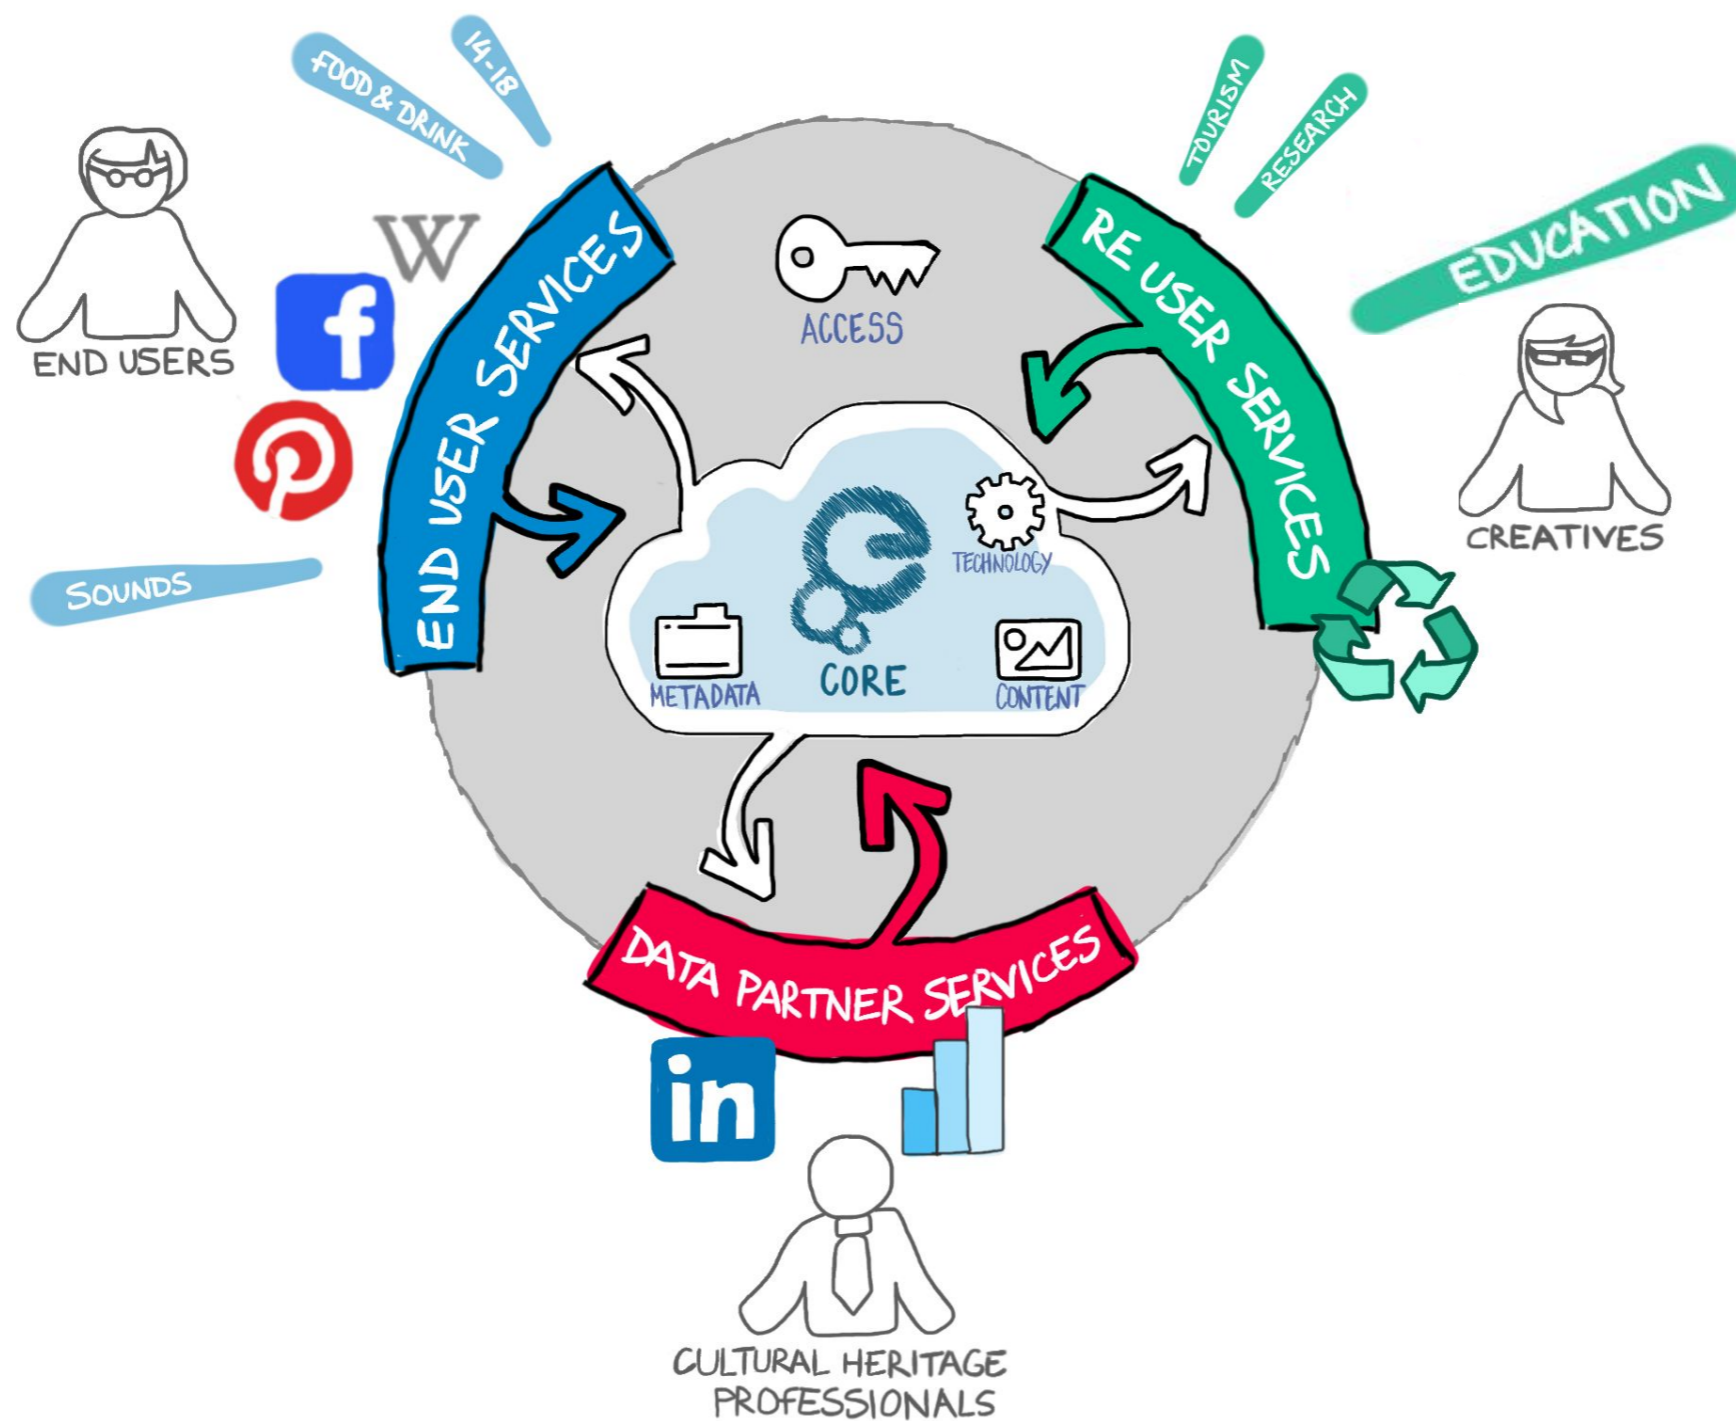 FOOD & DRINK
14-18
TOURISM
RESEARCH
EDUCATION
END USERS
W
f
END USER SERVICES
ACCESS
RE USER SERVICES
CREATIVES
SOUNDS
TECHNOLOGY
METADATA
CORE
CONTENT
DATA PARTNER SERVICES
in
CULTURAL HERITAGE
PROFESSIONALS